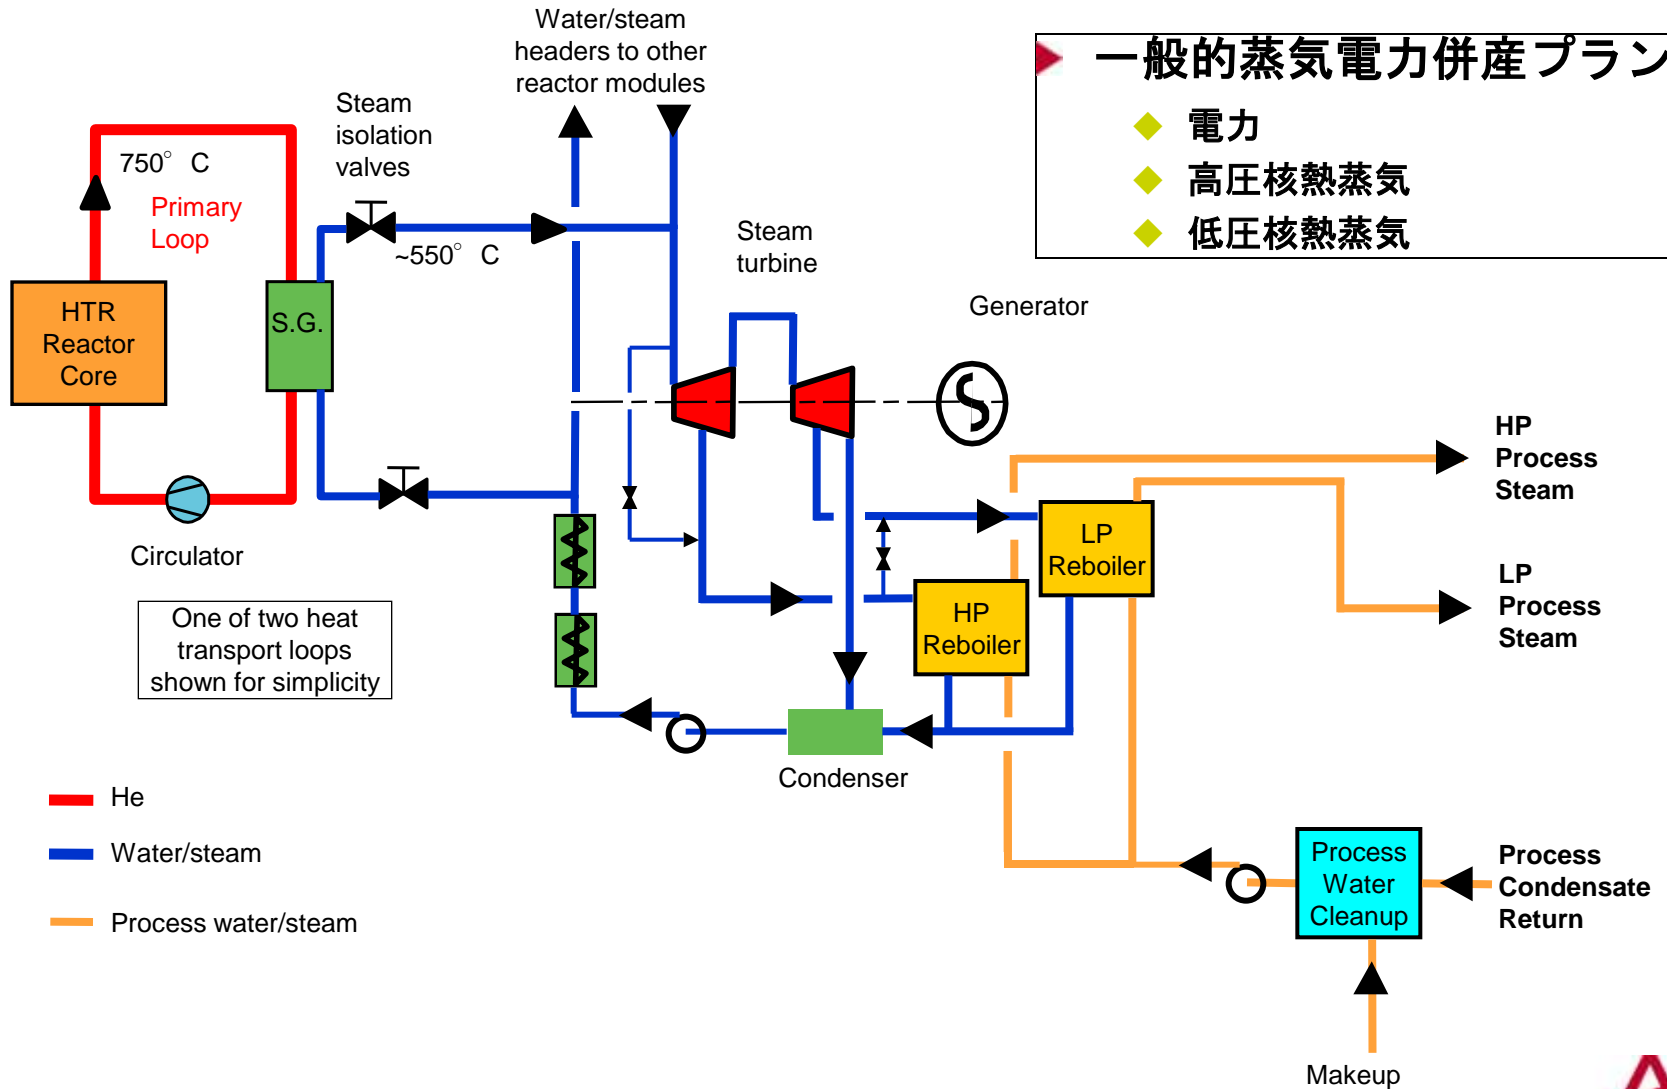 Water/steam
headers to other
reactor modules
一般的蒸気電力併産プラン
電力
高圧核熱蒸気
低圧核熱蒸気
Steam
isolation
valves
750° C
Primary
Loop
~550° C
Steam
turbine
Generator
HTR
Reactor
Core
S.G.
HP
Process
Steam
LP
Reboiler
Circulator
LP
Process
Steam
HP
Reboiler
One of two heat
transport loops
shown for simplicity
Condenser
He
Water/steam
Process water/steam
Process
Water
Cleanup
Process
Condensate
Return
Makeup